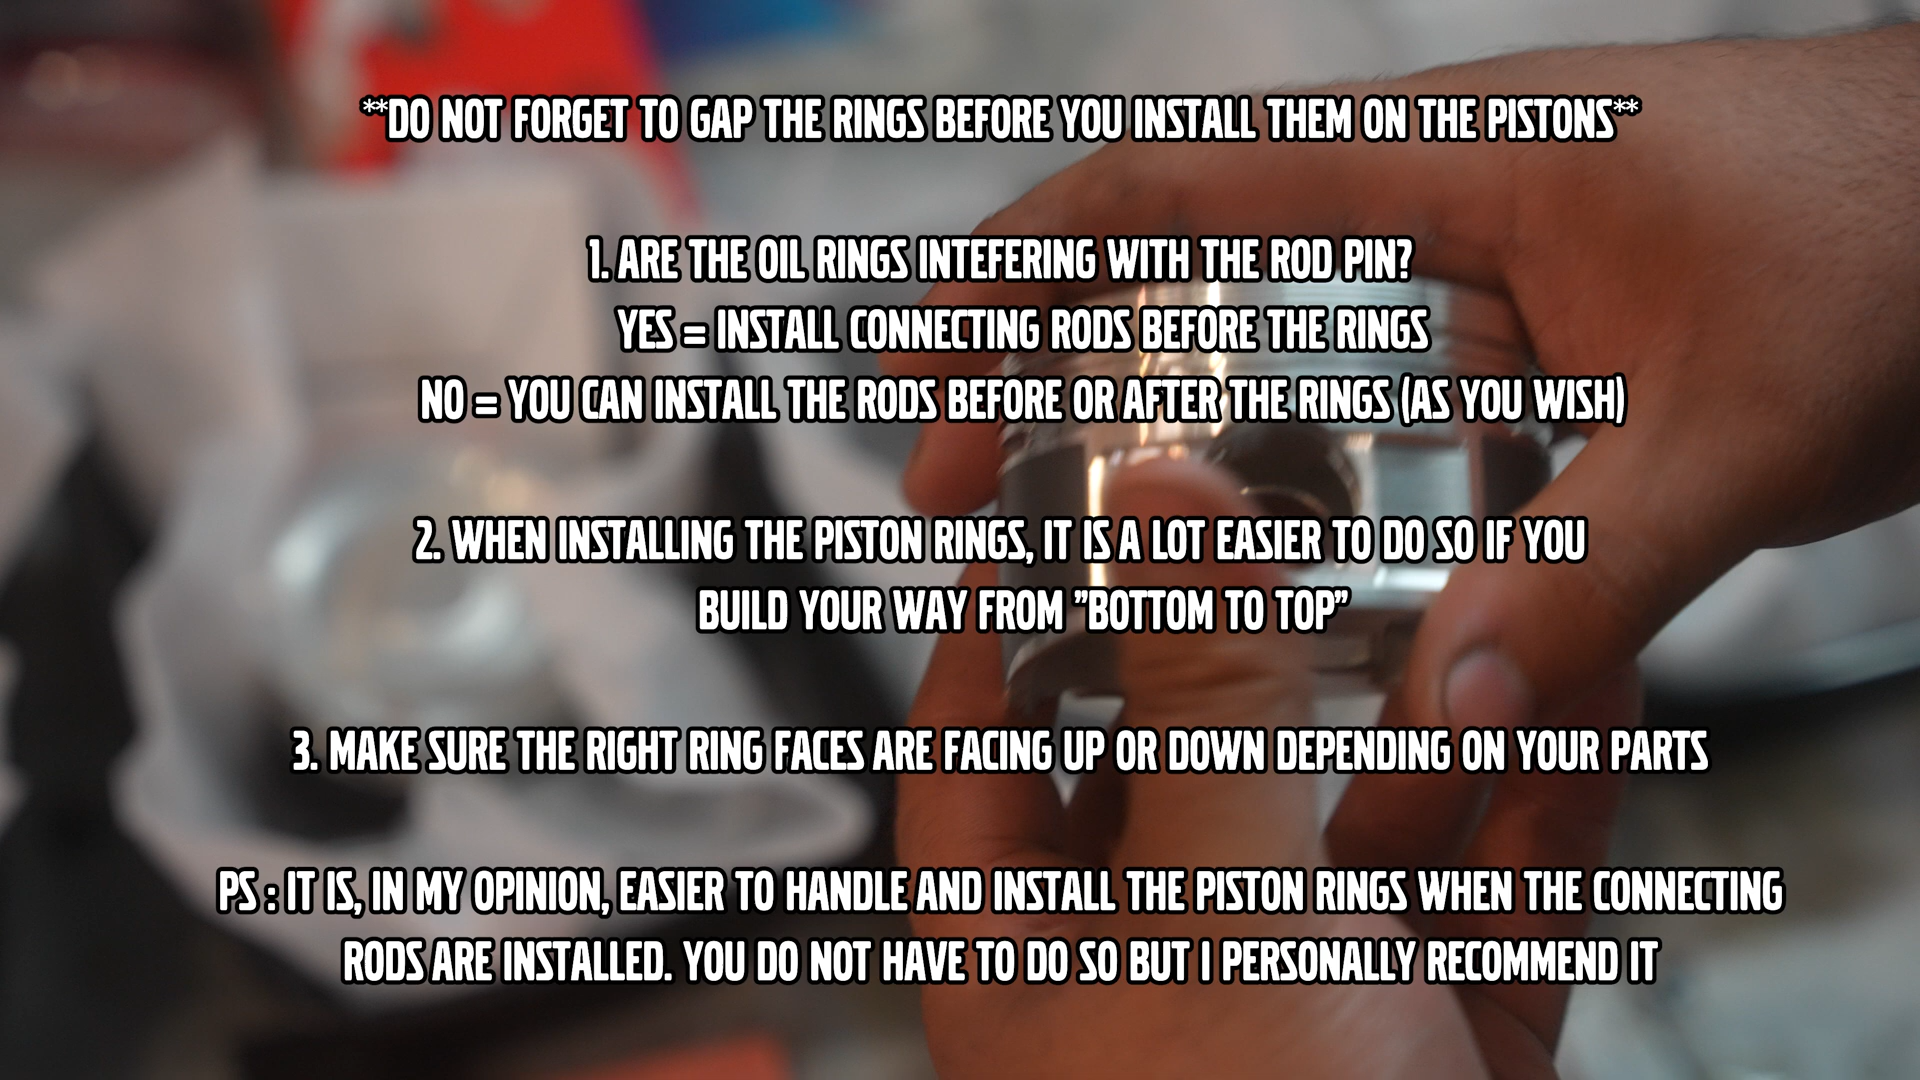 **DO NOT FORGET TO GAP THE RINGS BEFORE YOU INSTALL THEM ON THE PISTONS**
1. ARE THE OIL RINGS INTEFERING WITH THE ROD PIN?
YES = INSTALL CONNECTING RODS BEFORE THE RINGS
NO = YOU CAN INSTALL THE RODS BEFORE OR AFTER THE RINGS (AS YOU WISH)
2. WHEN INSTALLING THE PISTON RINGS, IT IS A LOT EASIER TO DO SO IF YOU
BUILD YOUR WAY FROM "BOTTOM TO TOP"
3. MAKE SURE THE RIGHT RING FACES ARE FACING UP OR DOWN DEPENDING ON YOUR PARTS
PS : IT IS, IN MY OPINION, EASIER TO HANDLE AND INSTALL THE PISTON RINGS WHEN THE CONNECTING
RODS ARE INSTALLED. YOU DO NOT HAVE TO DO SO BUT I PERSONALLY RECOMMEND IT